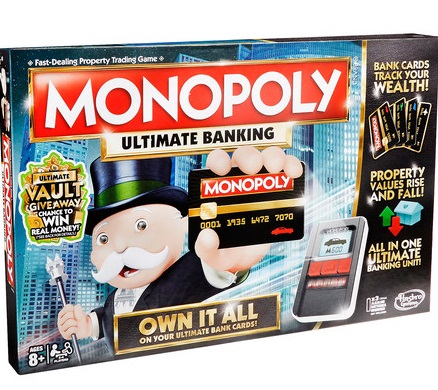 Fast-Dealing Property Trading Game
MONOPOLY
ULTIMATE BANKING
BANK CARDS
TRACK YOUR
WEALTH!
ULTIMATE
VAULT
GIVEAWAY
CHANCE TO
WIN
REAL MONEY!
MONOPOLY
0001 1935 6472 7070
PROPERTY
VALUES RISE
AND FALL!
ALL IN ONE
ULTIMATE
BANKING UNIT!
OWN IT ALL
ON YOUR ULTIMATE BANK CARDS!
AGES
8+
Hasbro
Gaming
MONOPOLY